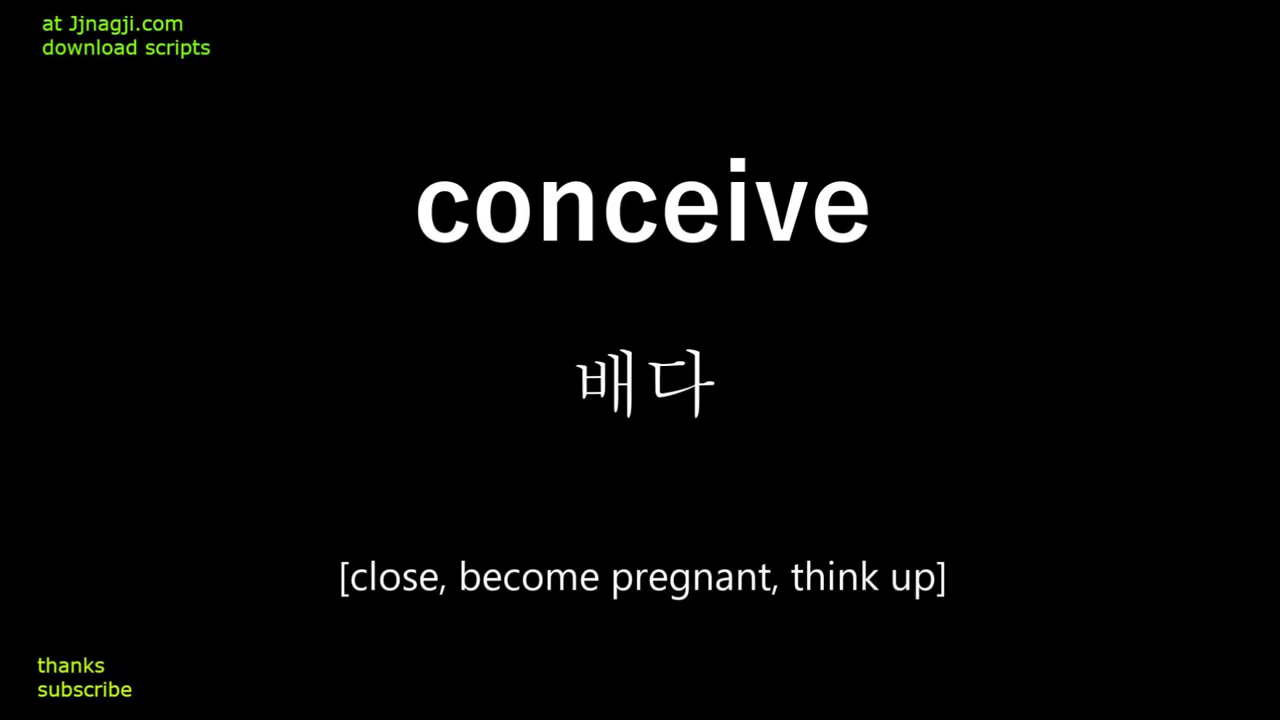 at Jjnagji.com
download scripts
conceive
배다
[close, become pregnant, think up]
thanks
subscribe